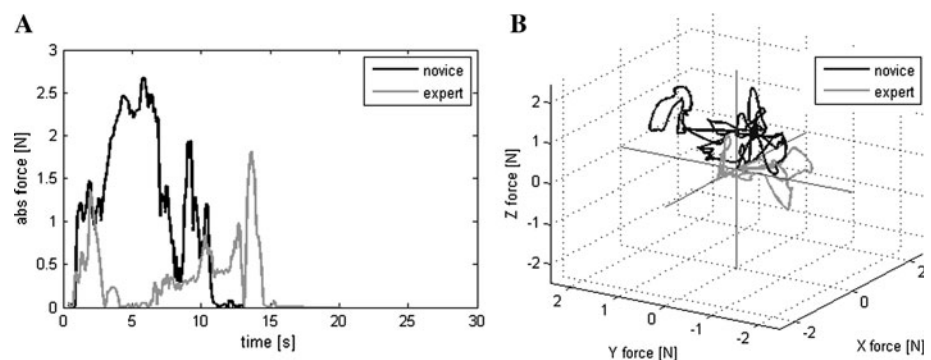 A
3
2.5
2
1.5
1
0.5
0
0 5 10 15 20 25 30
abs force [N]
time [s]
novice
expert
B
novice
expert
2
1
0
-1
-2
Z force [N]
2 1 0 -1 -2
Y force [N]
-2 0 2
X force [N]